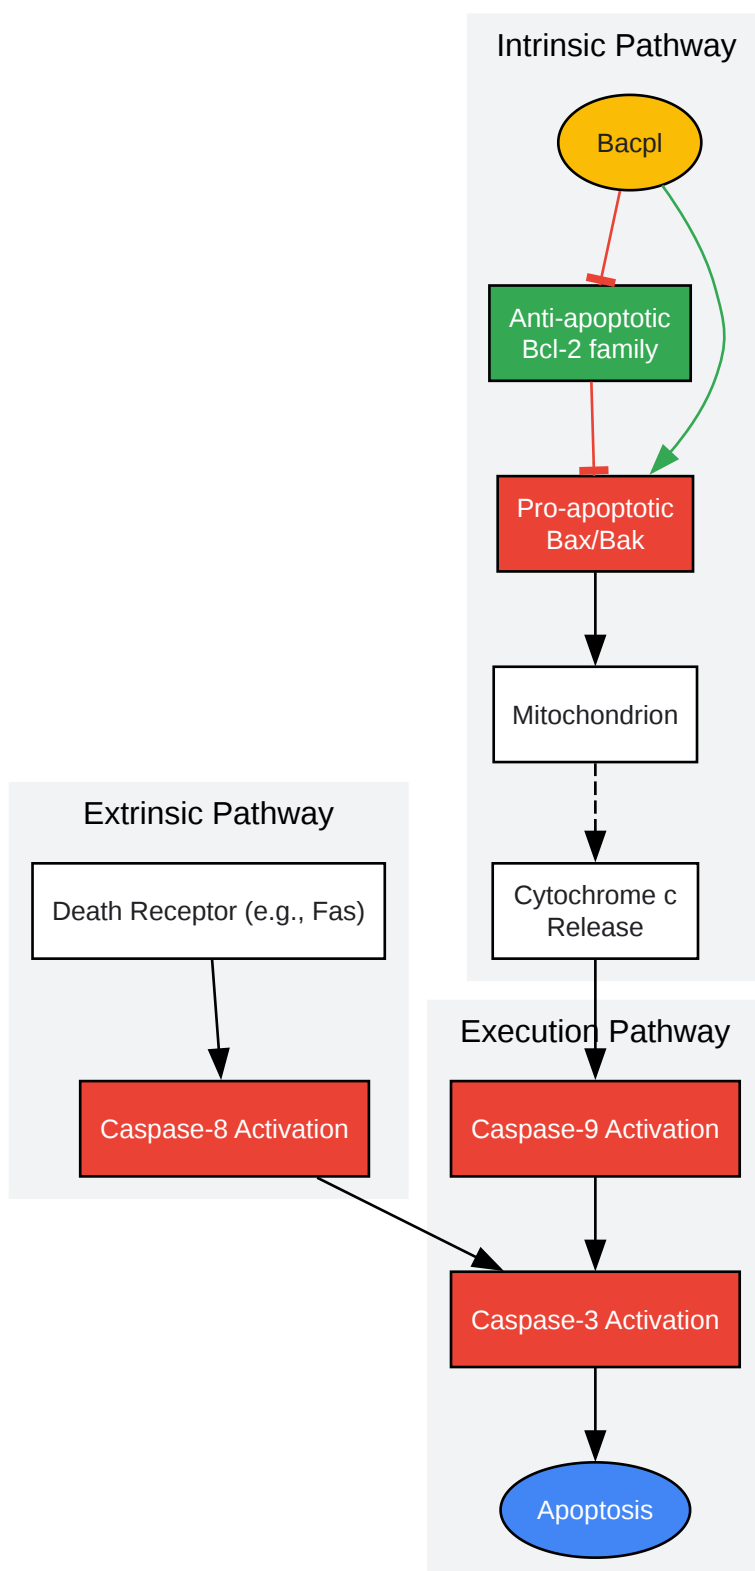 Intrinsic Pathway
Bacpl
Anti-apoptotic
Bcl-2 family
Pro-apoptotic
Bax/Bak
Mitochondrion
Cytochrome c
Release
Extrinsic Pathway
Death Receptor (e.g., Fas)
Caspase-8 Activation
Execution Pathway
Caspase-9 Activation
Caspase-3 Activation
Apoptosis